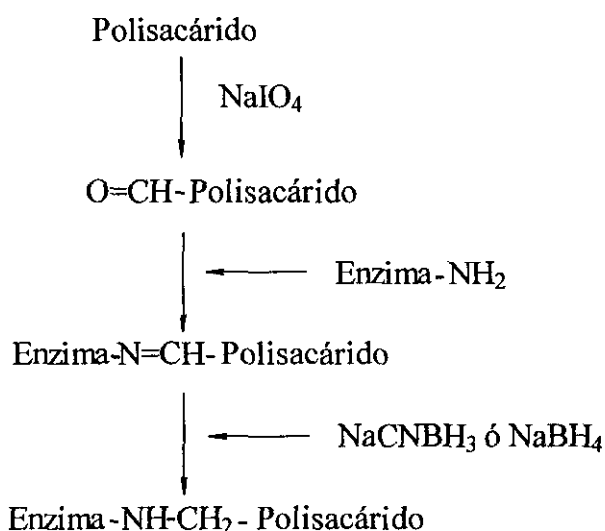 Polisacárido
NaIO₄
O=CH-Polisacárido
Enzima-NH₂
Enzima-N=CH-Polisacárido
NaCNBH₃ ó NaBH₄
Enzima-NH-CH₂-Polisacárido